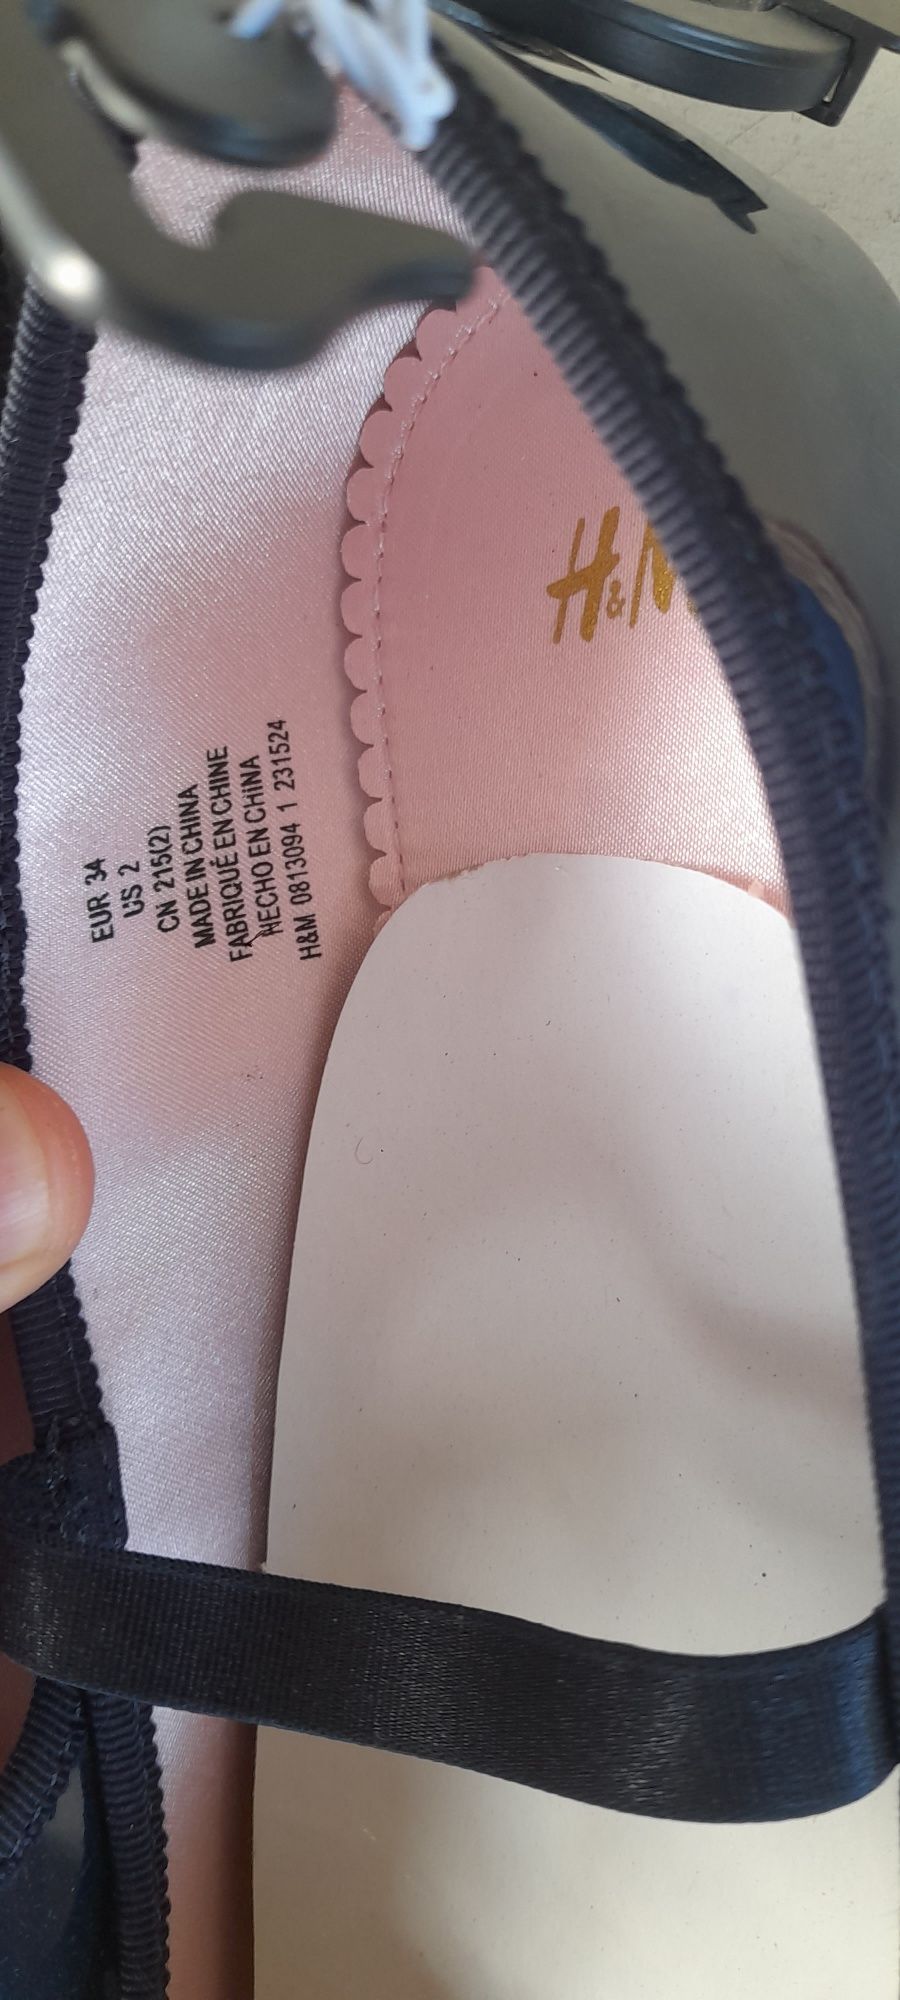 EUR 34
US 2
CN 215(2)
MADE IN CHINA
FABRIQUÉ EN CHINE
HECHO EN CHINA
H&M 0813094 1 231524
H&M